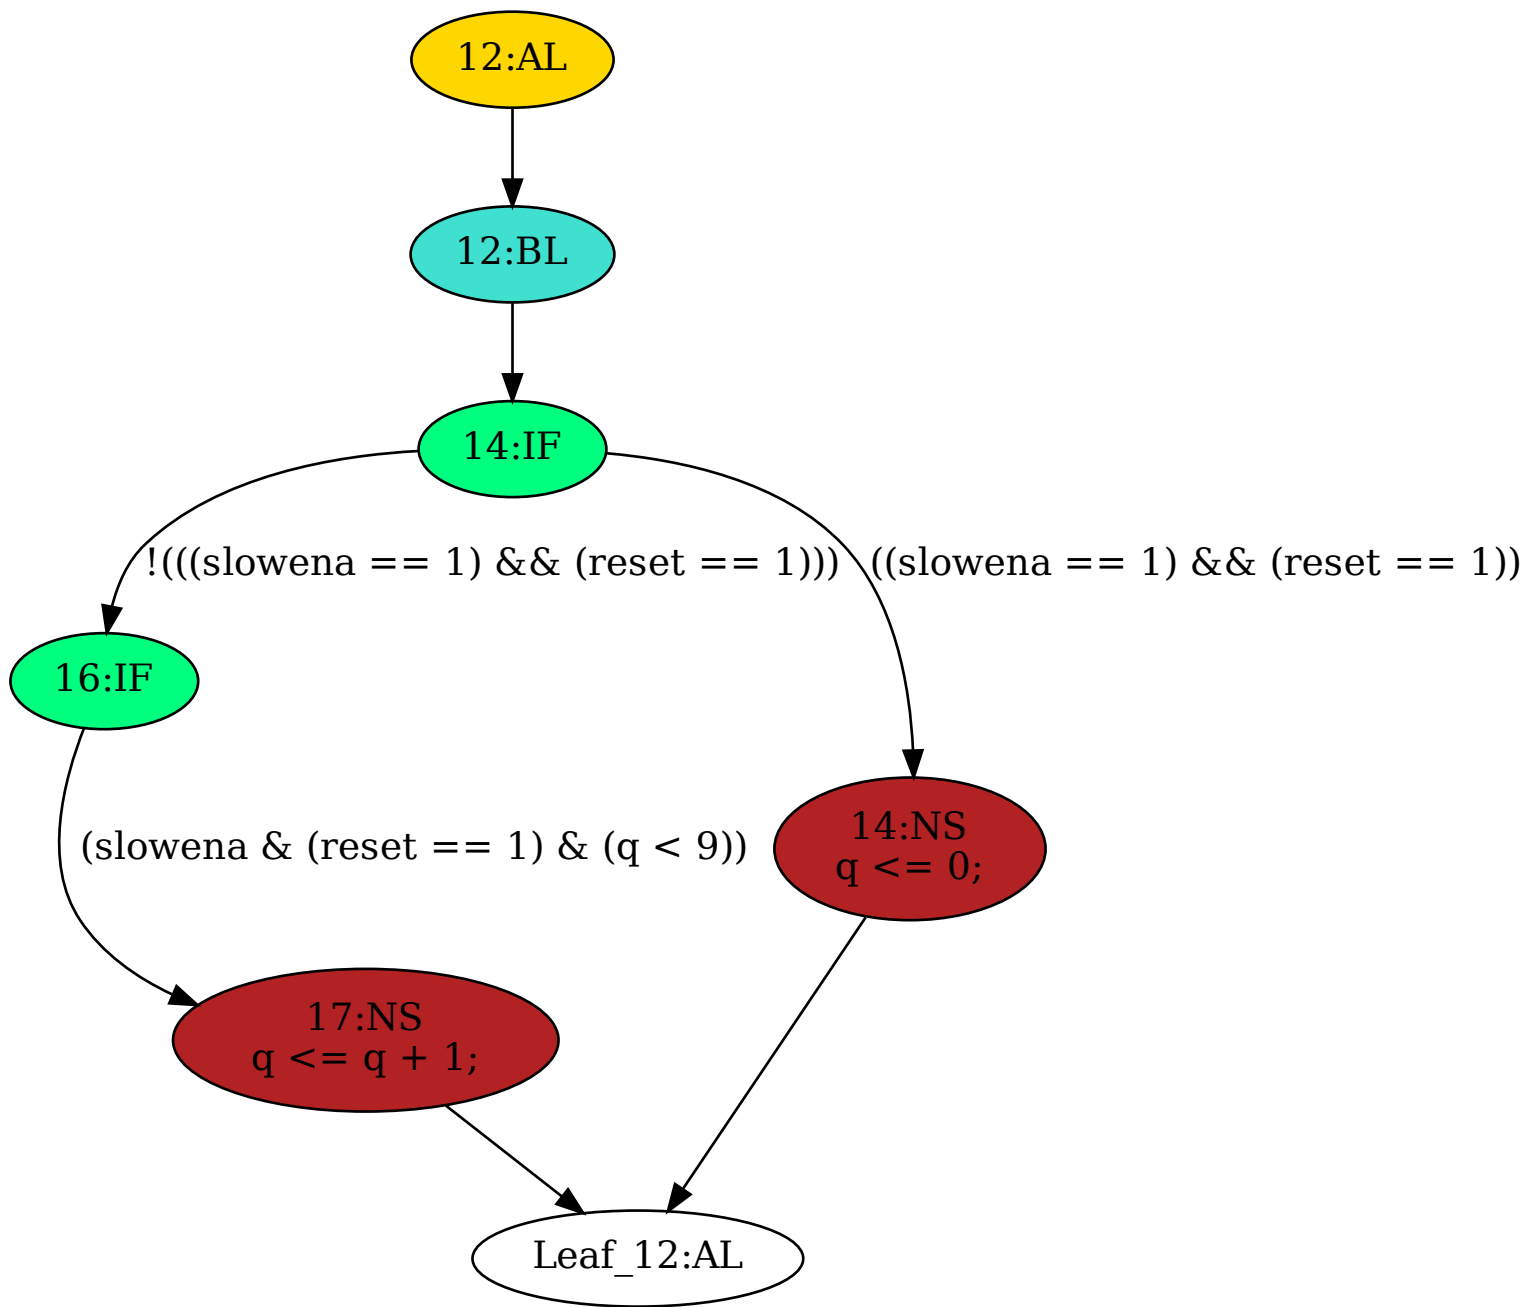 12:AL
12:BL
14:IF
!(((slowena == 1) && (reset == 1)))
((slowena == 1) && (reset == 1))
16:IF
(slowena & (reset == 1) & (q < 9))
14:NS
q <= 0;
17:NS
q <= q + 1;
Leaf_12:AL